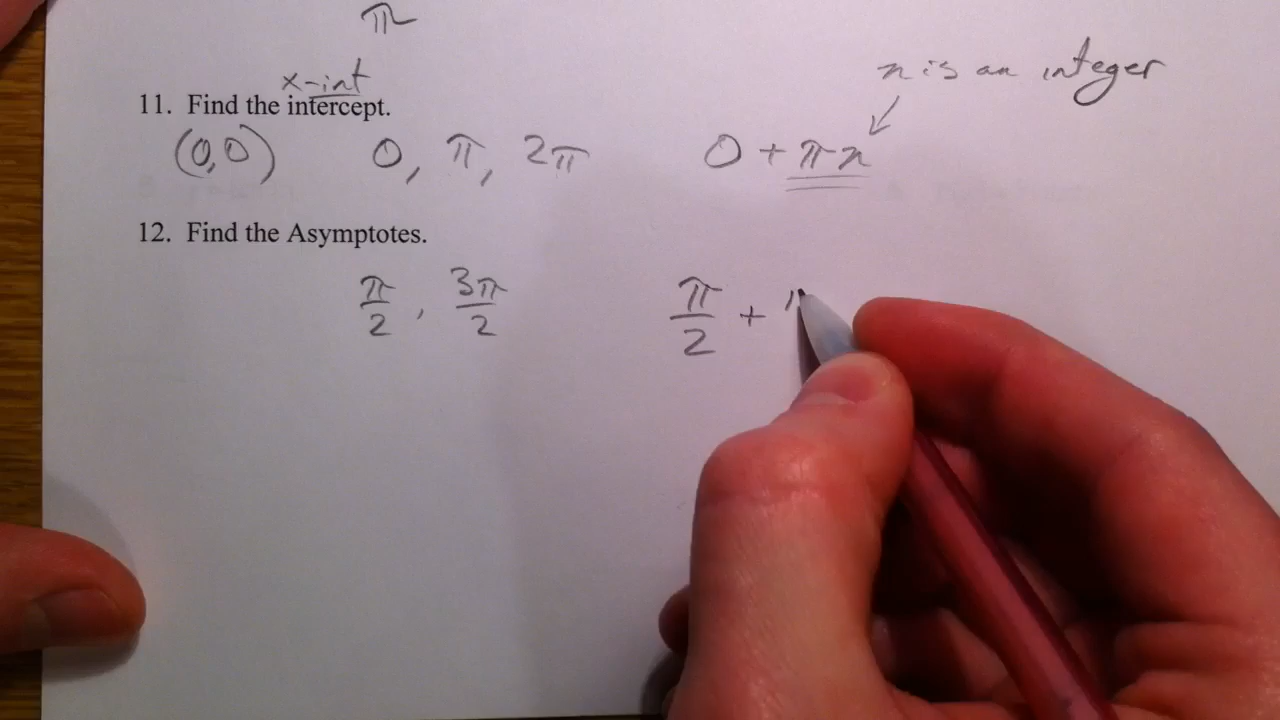 π
n is an integer
x-int
11. Find the intercept.
(0,0) 0, π, 2π 0 + πn
12. Find the Asymptotes.
π/2, 3π/2 π/2 +